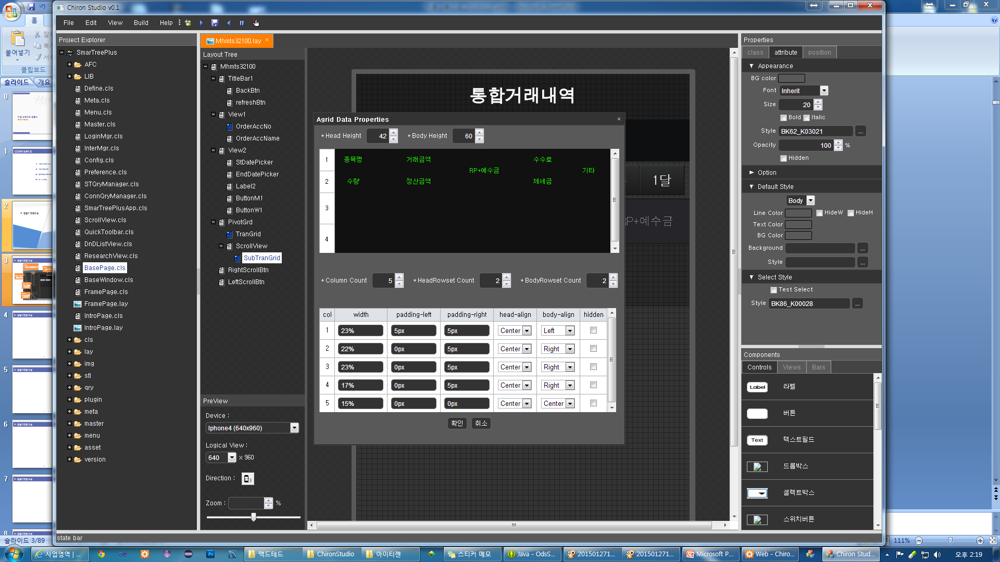 Chiron Studio v0.1
File Edit View Build Help
홈
붙여넣기
클립보드
슬라이드 개요
Project Explorer
SmarTreePlus
AFC
LIB
Define.cls
Meta.cls
Menu.cls
Master.cls
LoginMgr.cls
InterMgr.cls
Config.cls
Preference.cls
STQryManager.cls
ConnQryManager.cls
SmarTreePlusApp.cls
ScrollView.cls
QuickToolbar.cls
DnDListView.cls
ResearchView.cls
BasePage.cls
BaseWindow.cls
FramePage.cls
FramePage.lay
IntroPage.cls
IntroPage.lay
cls
lay
img
stl
qry
plugin
meta
master
menu
asset
version
Mhmts32100.lay ×
Layout Tree
Mhmts32100
TitleBar1
BackBtn
refreshBtn
View1
OrderAccNo
OrderAccName
View2
StDatePicker
EndDatePicker
Label2
ButtonM1
ButtonW1
PivotGrd
TranGrid
ScrollView
SubTranGrid
RightScrollBtn
LeftScrollBtn
PreView
Device :
Iphone4 (640x960)
Logical View :
640 x 960
Direction :
Zoom : %
통합거래내역
1달
P+예수금
Agrid Data Properties ×
*Head Height 42 *Body Height 60
1 종목명 거래금액 수수료
RP+예수금 기타
2 수량 정산금액 제세금
3
4
*Column Count 5 *HeadRowset Count 2 *BodyRowset Count 2
col width padding-left padding-right head-align body-align hidden
1 23% 5px 5px Center Left
2 22% 0px 5px Center Right
3 23% 0px 5px Center Right
4 17% 0px 5px Center Right
5 15% 0px 0px Center Center
확인 취소
Properties
class attribute position
Appearance
BG color
Font Inherit
Size 20
Bold Italic
Style BK62_K03021 ...
Opacity 100 %
Hidden
Option
Default Style
Body
Line Color HideW HideH
Text Color
BG Color
Background ...
Style ...
Select Style
Test Select
Style BK86_K00028 ...
Components
Controls Views Bars
Label 라벨
버튼
Text 텍스트필드
드롭박스
셀렉트박스
스위치버튼
0
1
CONTENTS
2
3
4
5
6
7
8
state bar
슬라이드 3/89
111%
사업영역 | ...
맥드테드
ChironStudio
아이티젠
스티커 메모
Java - OdsS...
201501271...
201501271...
Microsoft P...
Web - Chiro...
Chiron Stud...
오후 2:19